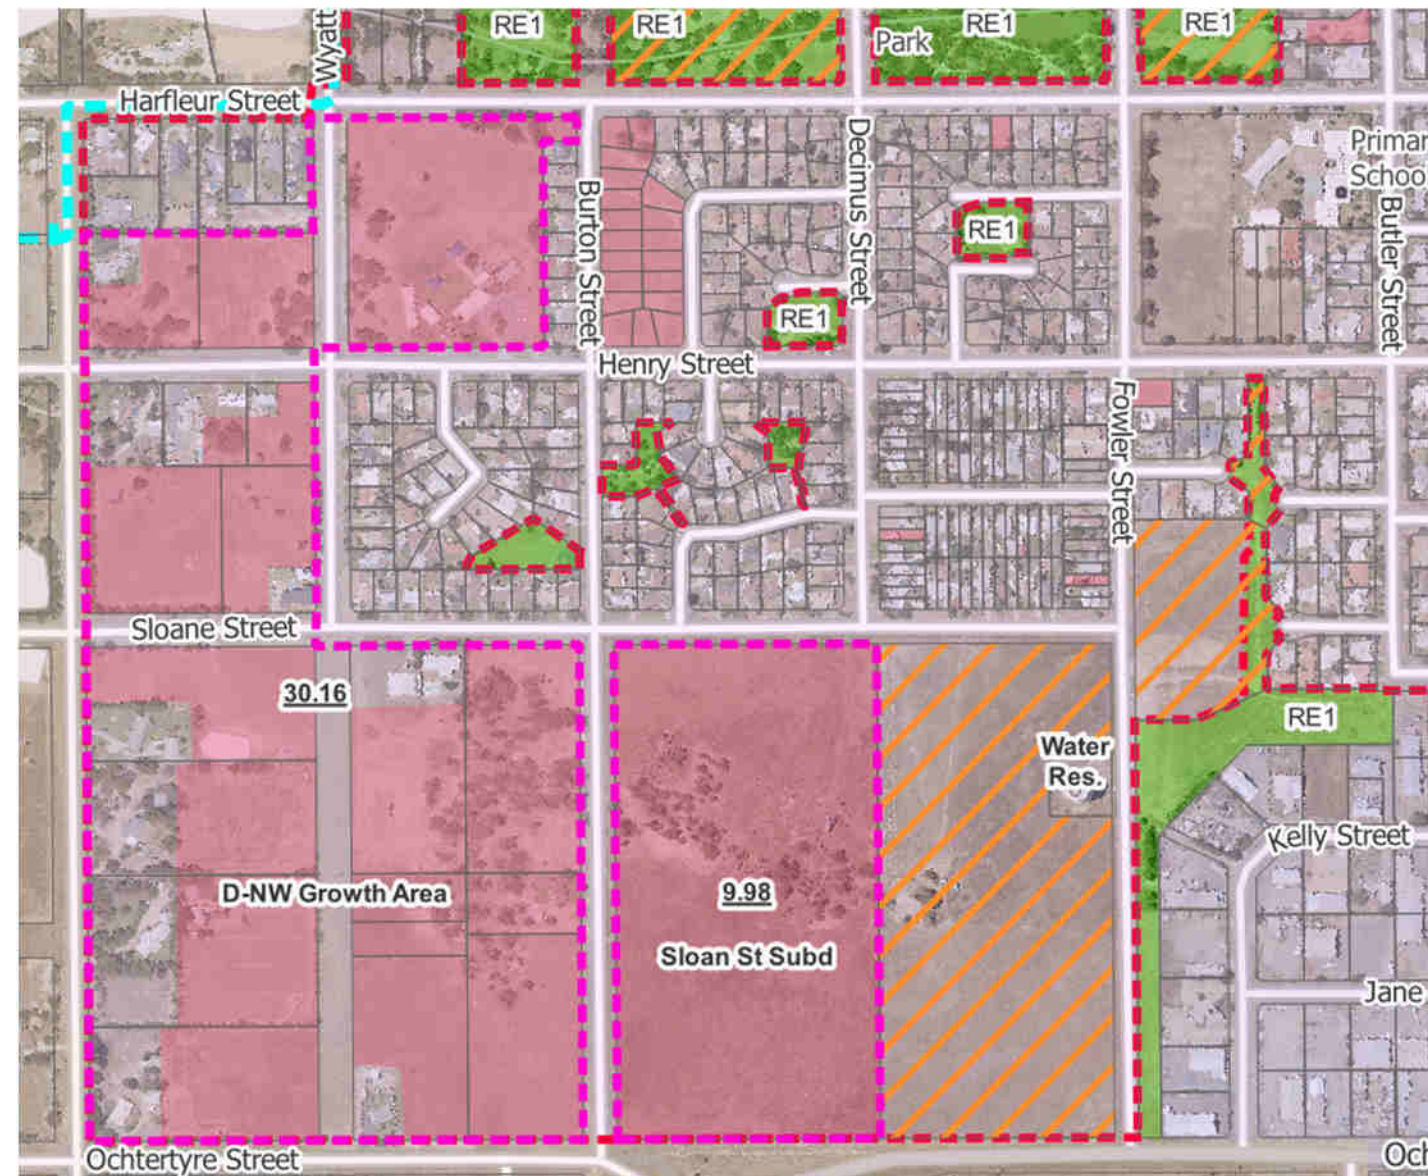 RE1
RE1
RE1
RE1
Wyatt
Park
Harfleur Street
Primar
Schoo
Decimus Street
Burton Street
Butler Street
RE1
RE1
Henry Street
Fowler Street
Sloane Street
30.16
RE1
Water
Res.
Kelly Street
D-NW Growth Area
9.98
Sloan St Subd
Jane
Ochtertyre Street
Och